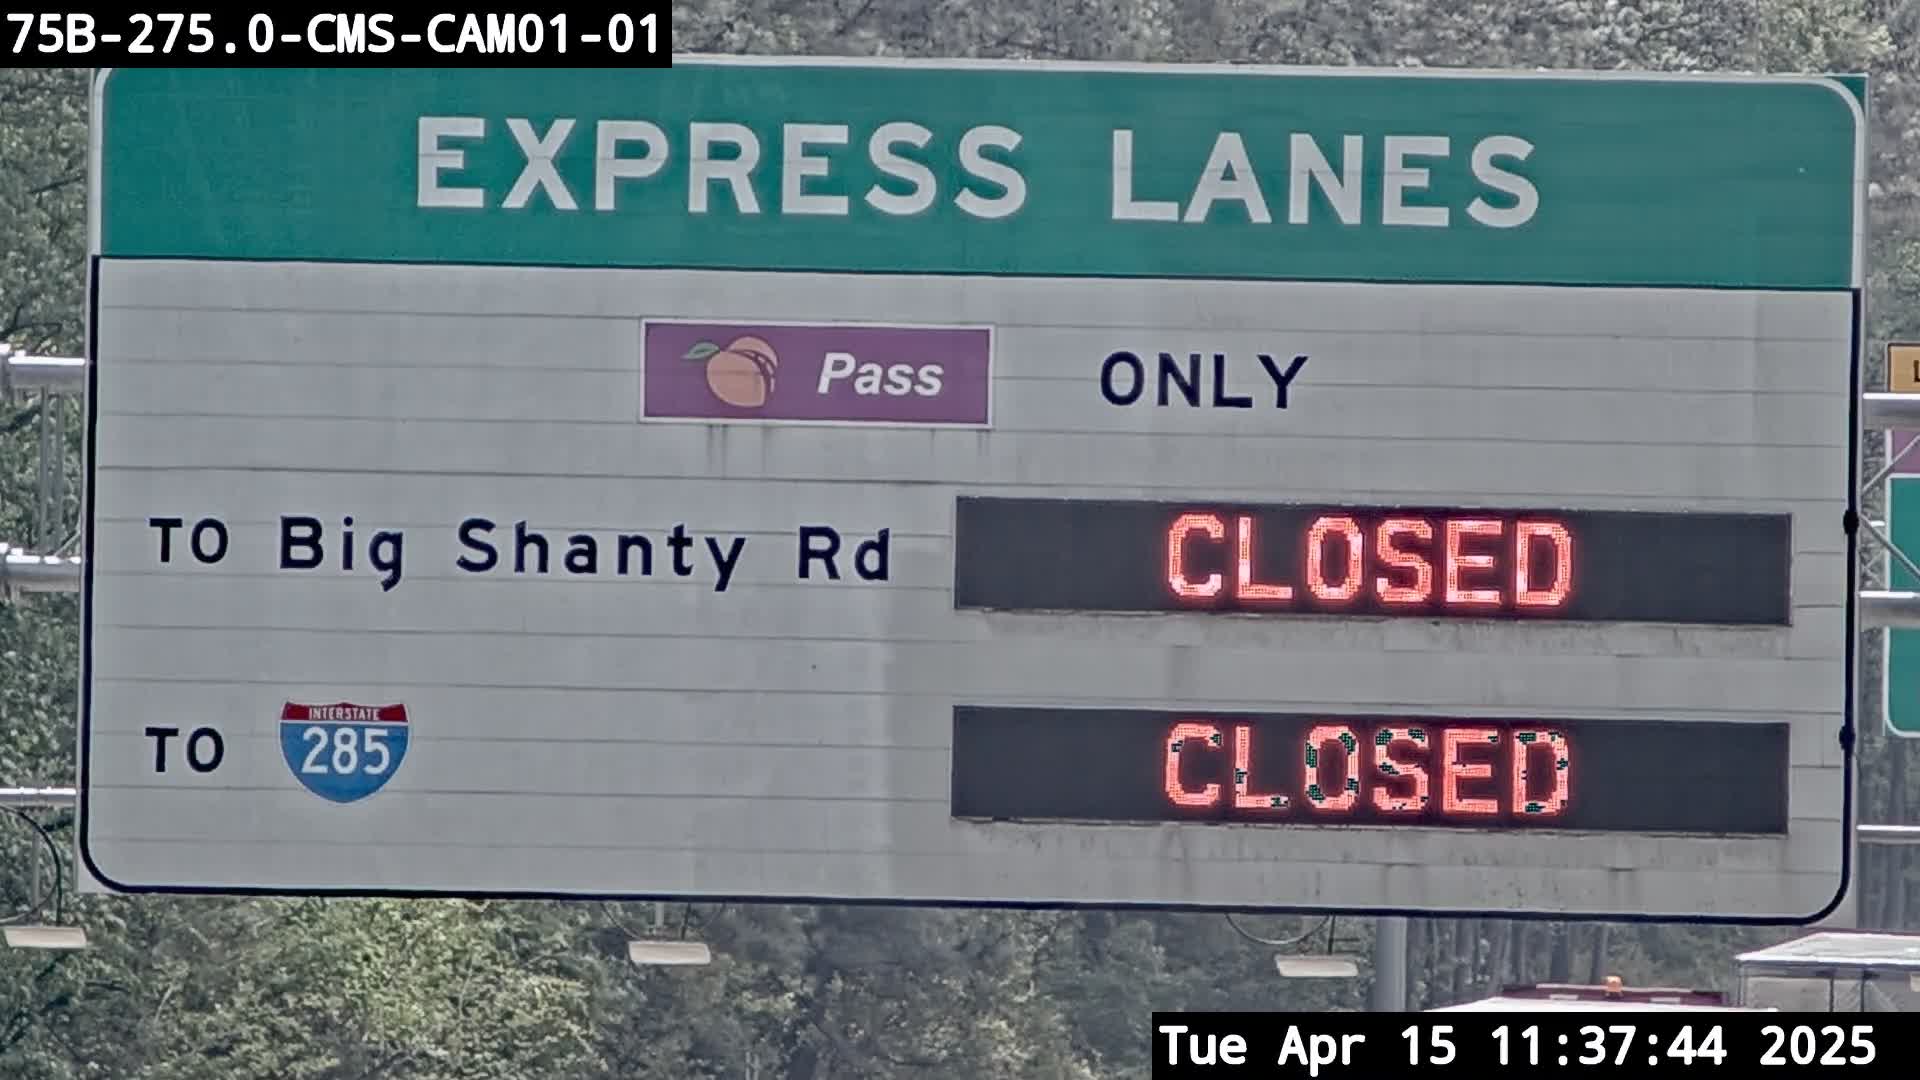 75B-275.0-CMS-CAM01-01
EXPRESS LANES
Pass ONLY
TO Big Shanty Rd CLOSED
INTERSTATE
TO 285 CLOSED
Tue Apr 15 11:37:44 2025